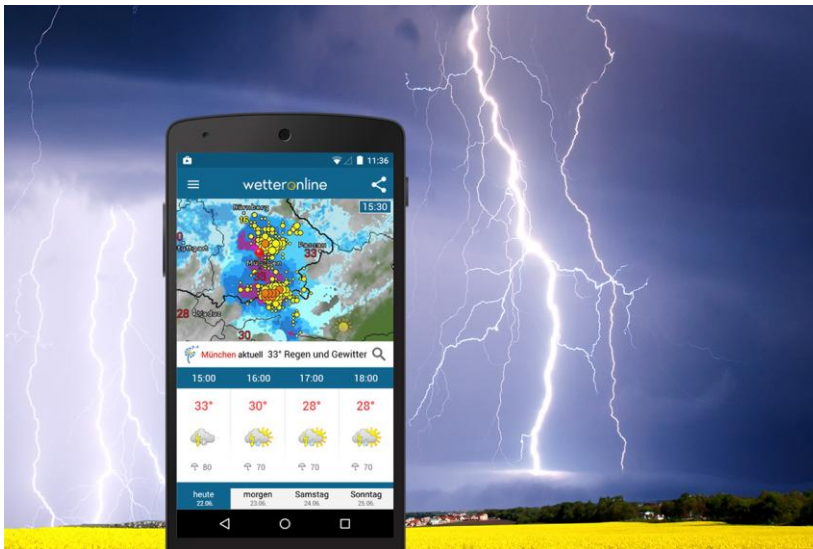 11:36
wetteronline
15:30
Nürnberg
16
Passau
33°
München
28
30
München aktuell 33° Regen und Gewitter
15:00 16:00 17:00 18:00
33° 30° 28° 28°
80 70 70 70
heute morgen Samstag Sonntag
22.06. 23.06. 24.06. 25.06.